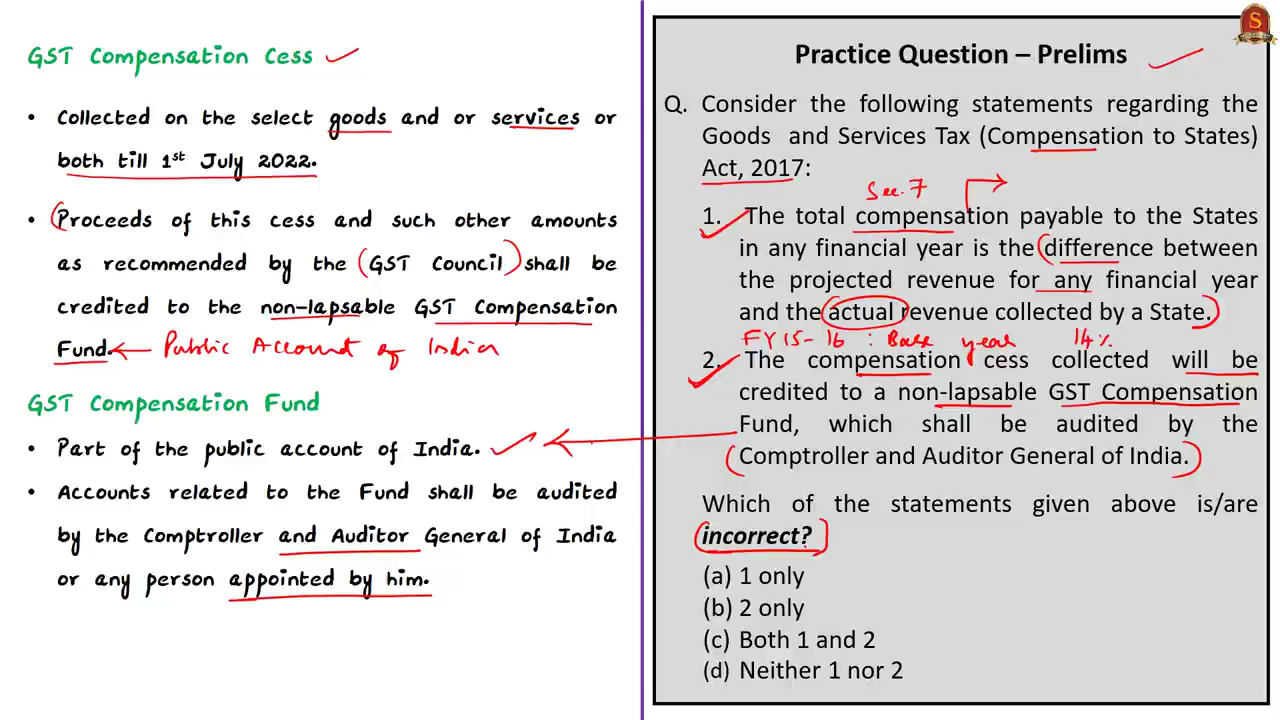 GST Compensation Cess
• Collected on the select goods and or services or
both till 1st July 2022.
• Proceeds of this cess and such other amounts
as recommended by the GST Council shall be
credited to the non-lapsable GST Compensation
Fund. Public Account of India
GST Compensation Fund
• Part of the public account of India.
• Accounts related to the Fund shall be audited
by the Comptroller and Auditor General of India
or any person appointed by him.
S
Practice Question – Prelims
Q. Consider the following statements regarding the
Goods and Services Tax (Compensation to States)
Act, 2017:
Sec. 7
1. The total compensation payable to the States
in any financial year is the difference between
the projected revenue for any financial year
and the actual revenue collected by a State.
FY 15-16 : Base year 14%
2. The compensation cess collected will be
credited to a non-lapsable GST Compensation
Fund, which shall be audited by the
Comptroller and Auditor General of India.
Which of the statements given above is/are
incorrect?
(a) 1 only
(b) 2 only
(c) Both 1 and 2
(d) Neither 1 nor 2